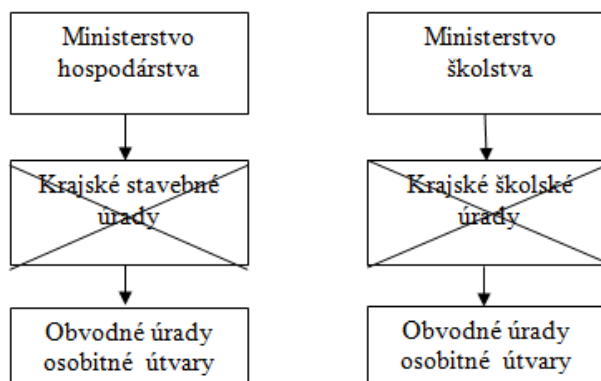 Ministerstvo
hospodárstva
Krajské stavebné
úrady
Obvodné úrady
osobitné útvary
Ministerstvo
školstva
Krajské školské
úrady
Obvodné úrady
osobitné útvary